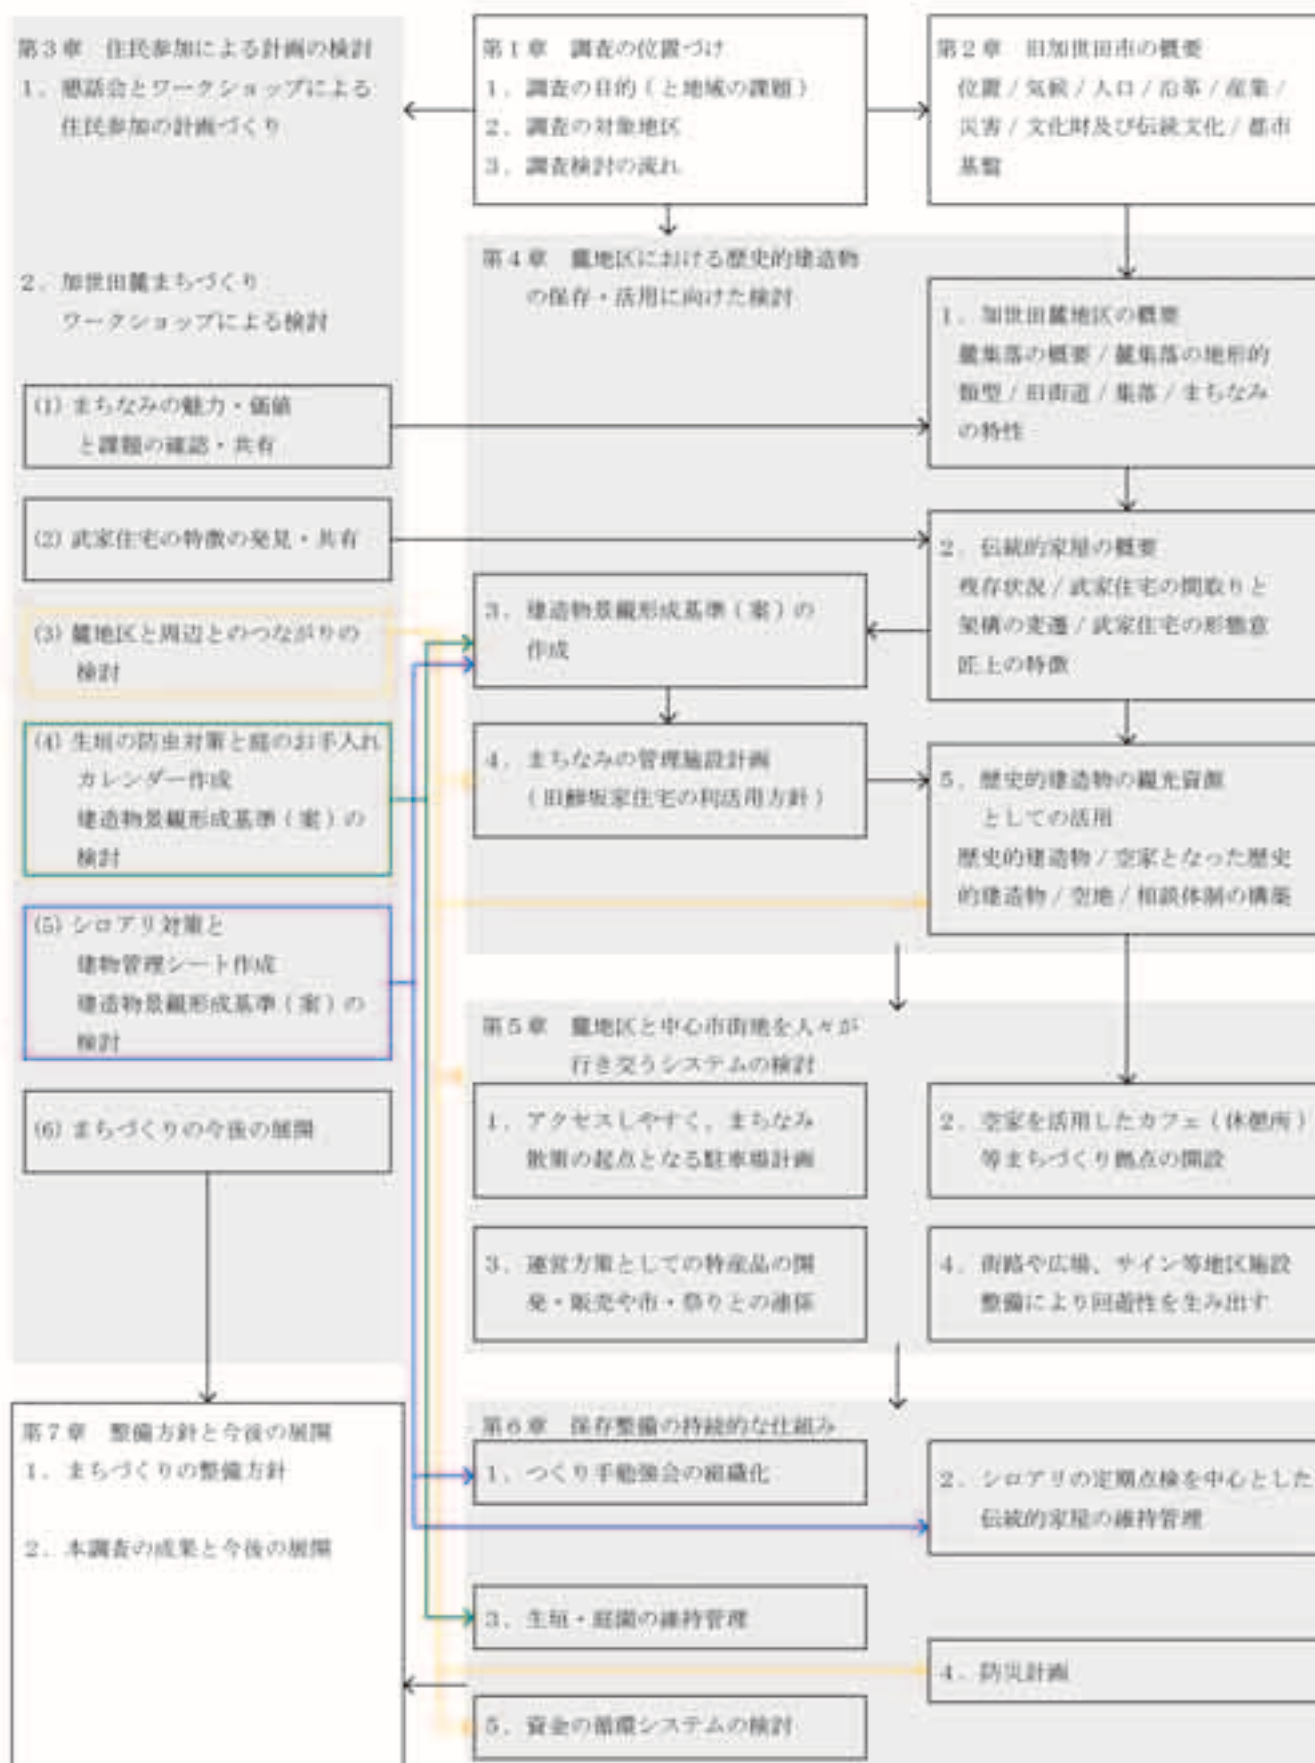 第3章 住民参加による計画の検討
1. 懇話会とワークショップによる
住民参加の計画づくり
2. 加世田麓まちづくり
ワークショップによる検討
(1) まちなみの魅力・価値
と課題の確認・共有
(2) 武家住宅の特徴の発見・共有
(3) 麓地区と周辺とのつながりの
検討
(4) 生垣の防虫対策と庭のお手入れ
カレンダー作成
建造物景観形成基準(案)の
検討
(5) シロアリ対策と
建物管理シート作成
建造物景観形成基準(案)の
検討
(6) まちづくりの今後の展開
第1章 調査の位置づけ
1. 調査の目的(と地域の課題)
2. 調査の対象地区
3. 調査検討の流れ
第2章 旧加世田市の概要
位置/気候/人口/沿革/産業/
災害/文化財及び伝統文化/都市
基盤
第4章 麓地区における歴史的建造物
の保存・活用に向けた検討
1. 加世田麓地区の概要
麓集落の概要/麓集落の地形的
類型/旧街道/集落/まちなみ
の特性
2. 伝統的家屋の概要
残存状況/武家住宅の間取りと
架構の変遷/武家住宅の形態意
匠上の特徴
3. 建造物景観形成基準(案)の
作成
4. まちなみの管理施設計画
(旧鰺坂家住宅の利活用方針)
5. 歴史的建造物の観光資源
としての活用
歴史的建造物/空家となった歴史
的建造物/空地/相談体制の構築
第5章 麓地区と中心市街地を人々が
行き交うシステムの検討
1. アクセスしやすく、まちなみ
散策の起点となる駐車場計画
2. 空家を活用したカフェ(休憩所)
等まちづくり拠点の開設
3. 運営方策としての特産品の開
発・販売や市・祭りとの連係
4. 街路や広場、サイン等地区施設
整備により回遊性を生み出す
第6章 保存整備の持続的な仕組み
1. つくり手勉強会の組織化
2. シロアリの定期点検を中心とした
伝統的家屋の維持管理
3. 生垣・庭園の維持管理
4. 防災計画
5. 資金の循環システムの検討
第7章 整備方針と今後の展開
1. まちづくりの整備方針
2. 本調査の成果と今後の展開